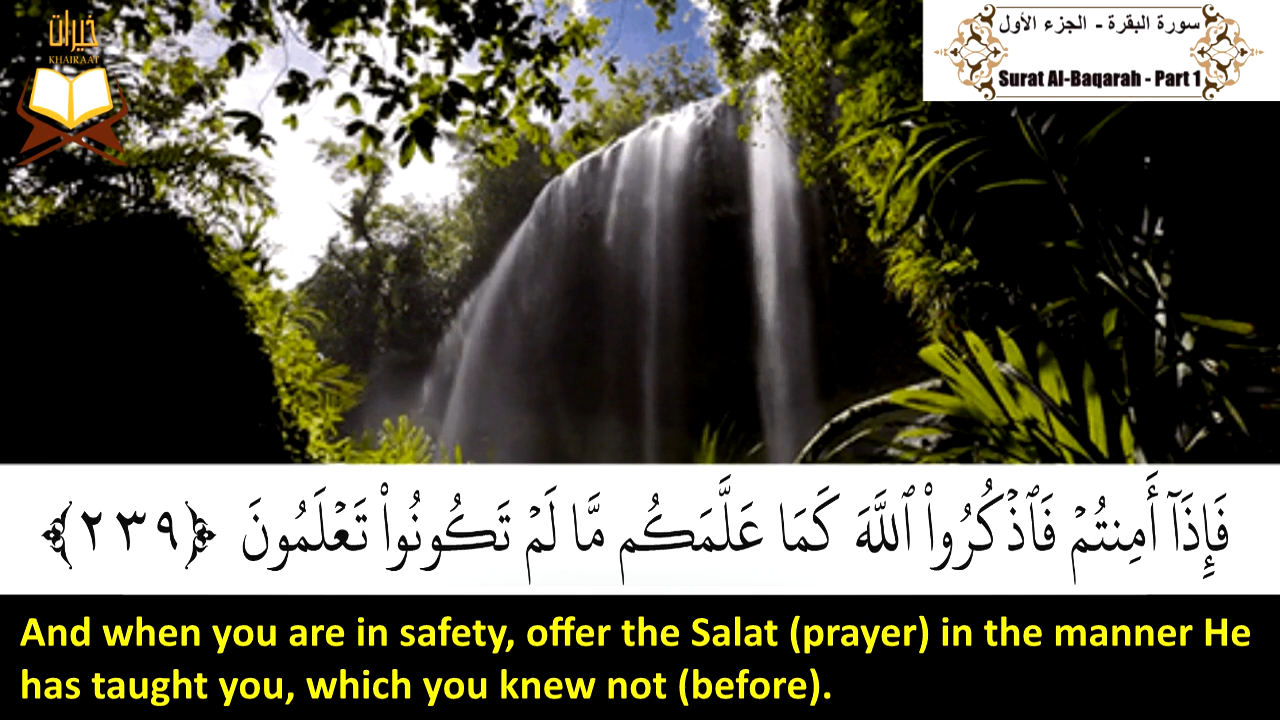 خيرات
KHAIRAAT
سورة البقرة - الجزء الأول
Surat Al-Baqarah - Part 1
فَإِذَآ أَمِنتُمْ فَٱذْكُرُوا۟ ٱللَّهَ كَمَا عَلَّمَكُم مَّا لَمْ تَكُونُوا۟ تَعْلَمُونَ ﴿٢٣٩﴾
And when you are in safety, offer the Salat (prayer) in the manner He
has taught you, which you knew not (before).